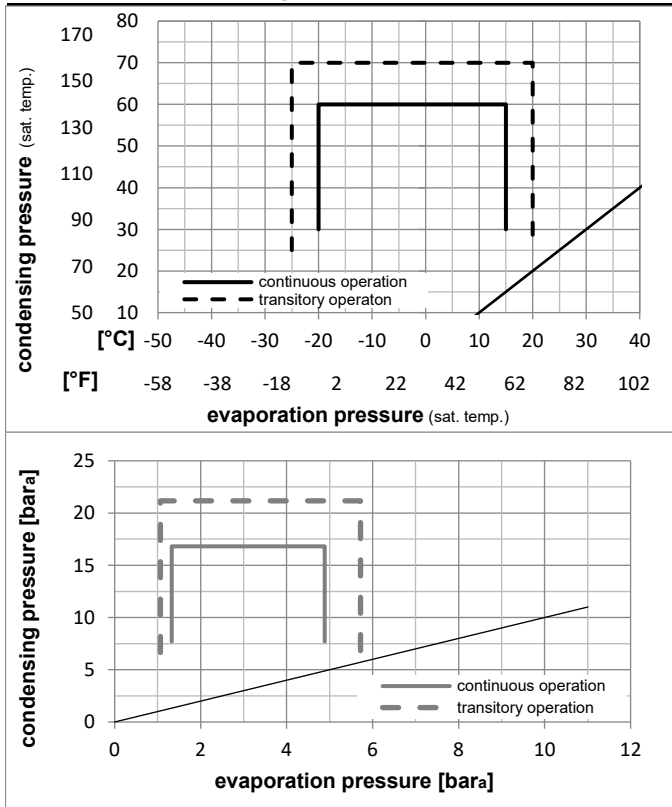 condensing pressure (sat. temp.)
170 80
70
150 60
130 50
110 40
90 30
70 20
50 10
continuous operation
transitory operaton
[°C] -50 -40 -30 -20 -10 0 10 20 30 40
[°F] -58 -38 -18 2 22 42 62 82 102
evaporation pressure (sat. temp.)
condensing pressure [bara]
25
20
15
10
5
0
continuous operation
transitory operation
0 2 4 6 8 10 12
evaporation pressure [bara]